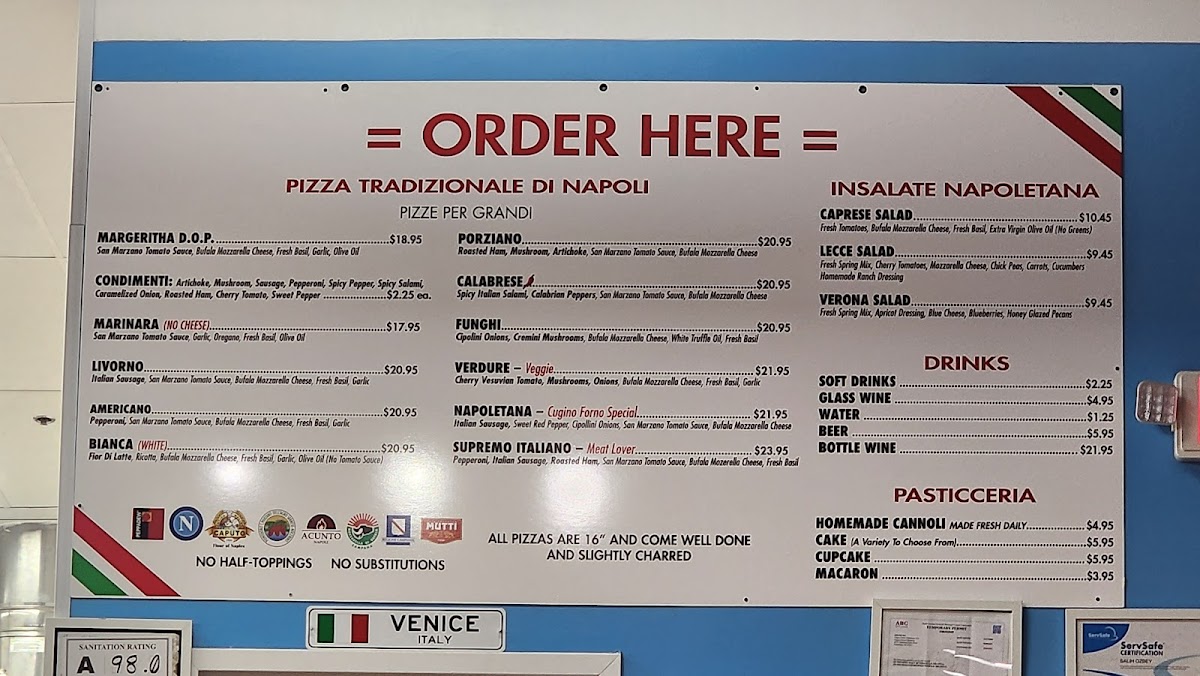 = ORDER HERE =
PIZZA TRADIZIONALE DI NAPOLI
PIZZE PER GRANDI
MARGERITHA D.O.P. $18.95
San Marzano Tomato Sauce, Bufala Mozzarella Cheese, Fresh Basil, Garlic, Olive Oil
CONDIMENTI: Artichoke, Mushroom, Sausage, Pepperoni, Spicy Pepper, Spicy Salami,
Caramelized Onion, Roasted Ham, Cherry Tomato, Sweet Pepper $2.25 ea.
MARINARA (NO CHEESE) $17.95
San Marzano Tomato Sauce, Garlic, Oregano, Fresh Basil, Olive Oil
LIVORNO $20.95
Italian Sausage, San Marzano Tomato Sauce, Bufala Mozzarella Cheese, Fresh Basil, Garlic
AMERICANO $20.95
Pepperoni, San Marzano Tomato Sauce, Bufala Mozzarella Cheese, Fresh Basil, Garlic
BIANCA (WHITE) $20.95
Fior Di Latte, Ricotta, Bufala Mozzarella Cheese, Fresh Basil, Garlic, Olive Oil (No Tomato Sauce)
PORZIANO $20.95
Roasted Ham, Mushroom, Artichoke, San Marzano Tomato Sauce, Bufala Mozzarella Cheese
CALABRESE $20.95
Spicy Italian Salami, Calabrian Peppers, San Marzano Tomato Sauce, Bufala Mozzarella Cheese
FUNGHI $20.95
Cipolini Onions, Cremini Mushrooms, Bufala Mozzarella Cheese, White Truffle Oil, Fresh Basil
VERDURE – Veggie $21.95
Cherry Vesuvian Tomato, Mushrooms, Onions, Bufala Mozzarella Cheese, Fresh Basil, Garlic
NAPOLETANA – Cugino Forno Special $21.95
Italian Sausage, Sweet Red Pepper, Cipollini Onions, San Marzano Tomato Sauce, Bufala Mozzarella Cheese
SUPREMO ITALIANO – Meat Lover $23.95
Pepperoni, Italian Sausage, Roasted Ham, San Marzano Tomato Sauce, Bufala Mozerella Cheese, Fresh Basil
INSALATE NAPOLETANA
CAPRESE SALAD $10.45
Fresh Tomatoes, Bufala Mozzarella Cheese, Fresh Basil, Extra Virgin Olive Oil (No Greens)
LECCE SALAD $9.45
Fresh Spring Mix, Cherry Tomatoes, Mozzarella Cheese, Chick Peas, Carrots, Cucumbers
Homemade Ranch Dressing
VERONA SALAD $9.45
Fresh Spring Mix, Apricot Dressing, Blue Cheese, Blueberries, Honey Glazed Pecans
DRINKS
SOFT DRINKS $2.25
GLASS WINE $4.95
WATER $1.25
BEER $5.95
BOTTLE WINE $21.95
PASTICCERIA
HOMEMADE CANNOLI MADE FRESH DAILY $4.95
CAKE (A Variety To Choose From) $5.95
CUPCAKE $5.95
MACARON $3.95
N
CAPUTO
Flour of Naples
ACUNTO
NAPOLI
MUTTI
NO HALF-TOPPINGS NO SUBSTITUTIONS
ALL PIZZAS ARE 16" AND COME WELL DONE
AND SLIGHTLY CHARRED
VENICE
ITALY
SANITATION RATING
A 98.0
ABC
TEMPORARY PERMIT
ServSafe
ServSafe
CERTIFICATION
SALIH OZBEY